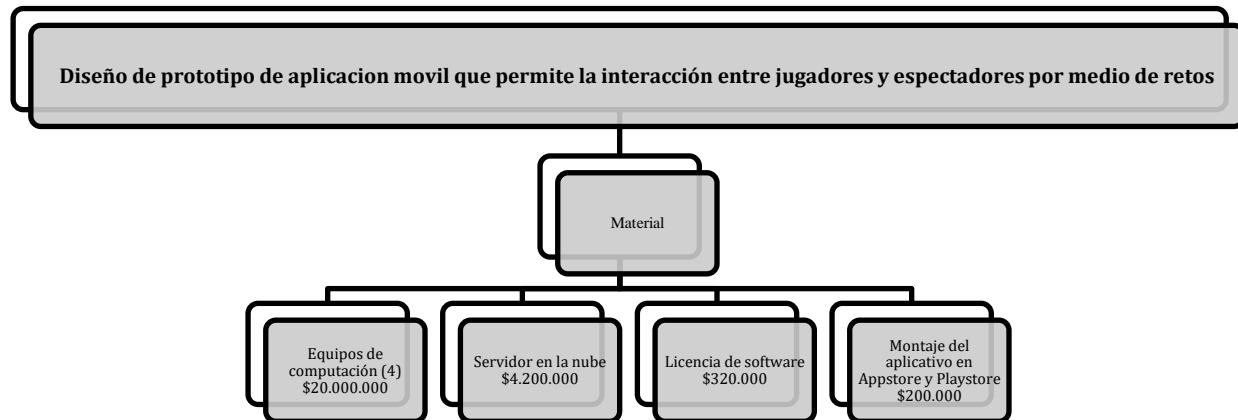 Diseño de prototipo de aplicacion movil que permite la interacción entre jugadores y espectadores por medio de retos
Material
Equipos de
computación (4)
$20.000.000
Servidor en la nube
$4.200.000
Licencia de software
$320.000
Montaje del
aplicativo en
Appstore y Playstore
$200.000